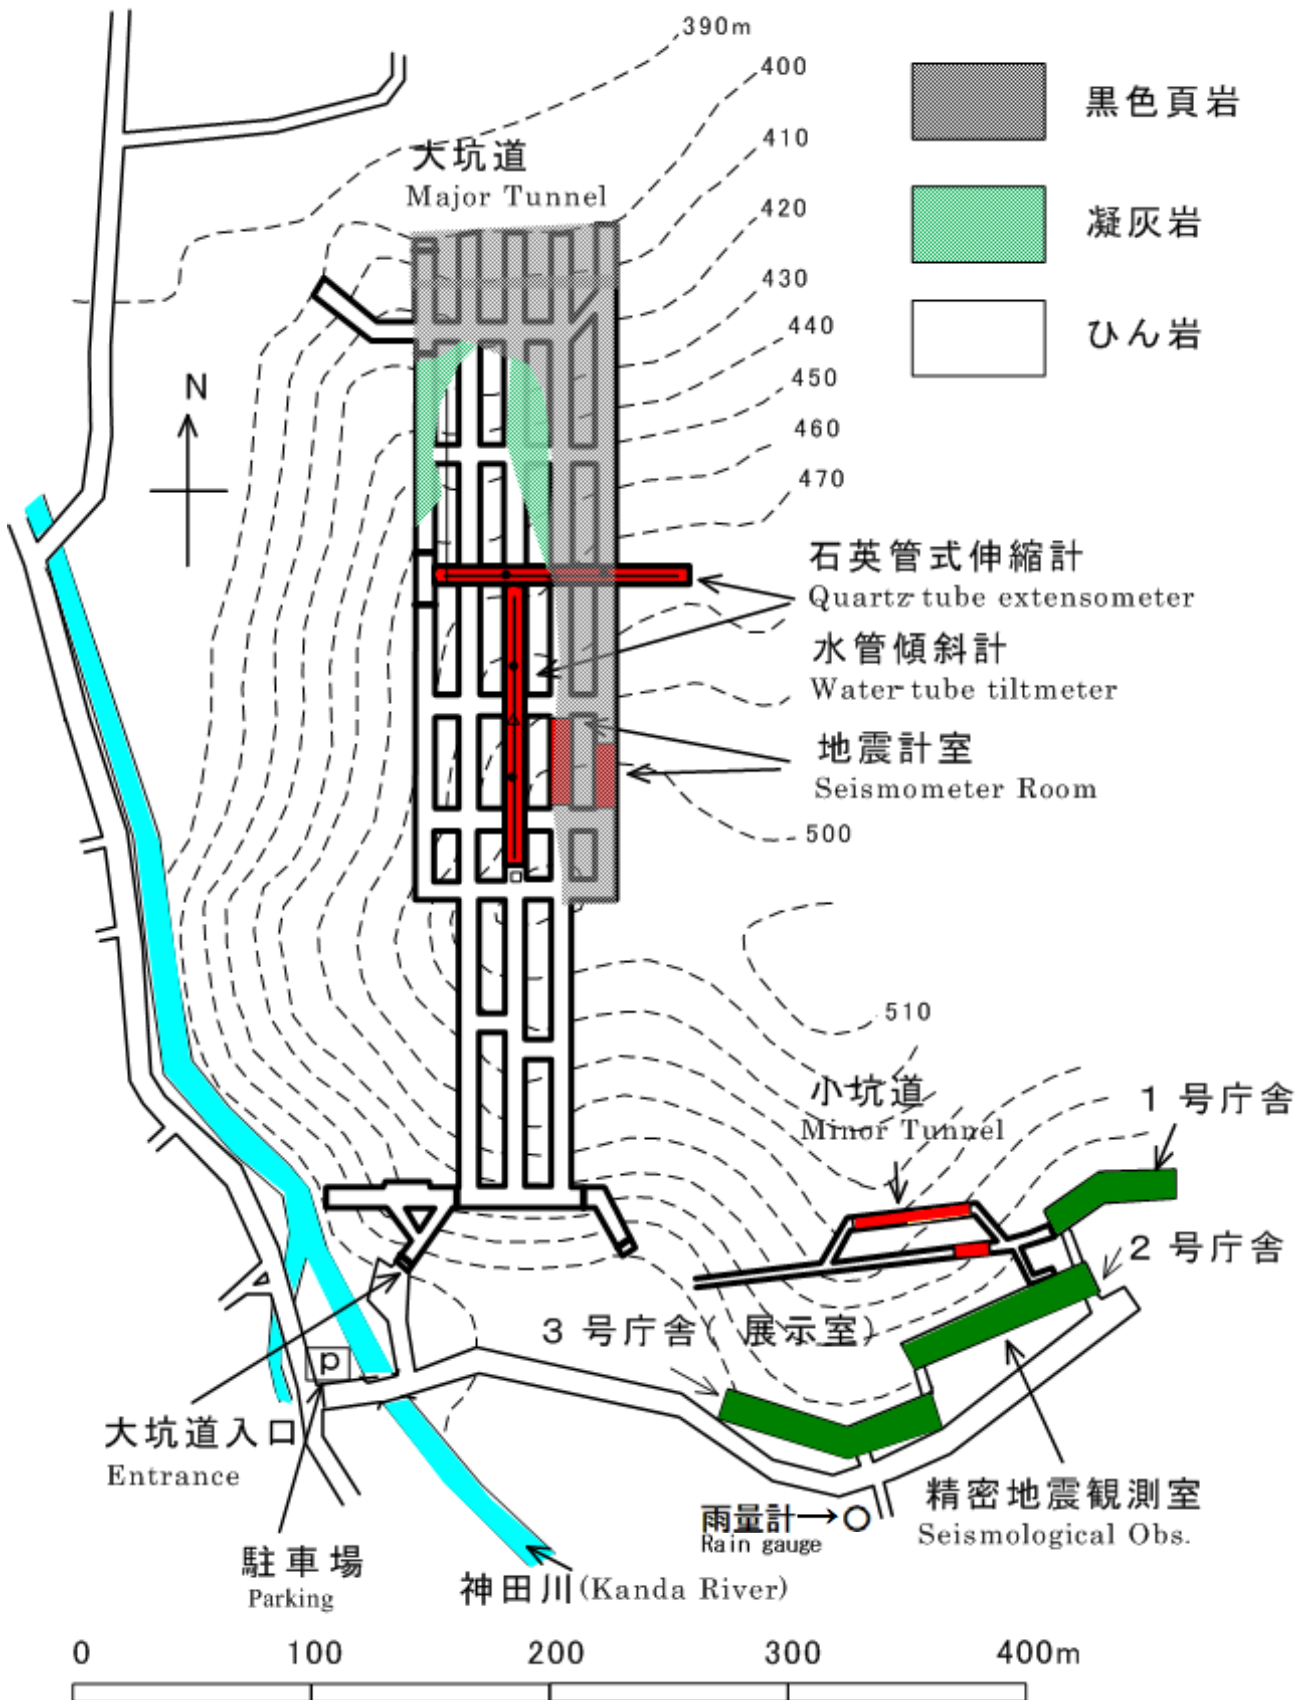 390m
400
黒色頁岩
410
大坑道
Major Tunnel
420
凝灰岩
430
440
ひん岩
450
N
460
470
石英管式伸縮計
Quartz tube extensometer
水管傾斜計
Water tube tiltmeter
地震計室
Seismometer Room
500
510
小坑道
Minor Tunnel
1 号庁舎
2 号庁舎
3 号庁舎( 展示室)
p
大坑道入口
Entrance
精密地震観測室
Seismological Obs.
雨量計→○
Rain gauge
駐車場
Parking
神田川(Kanda River)
0 100 200 300 400m